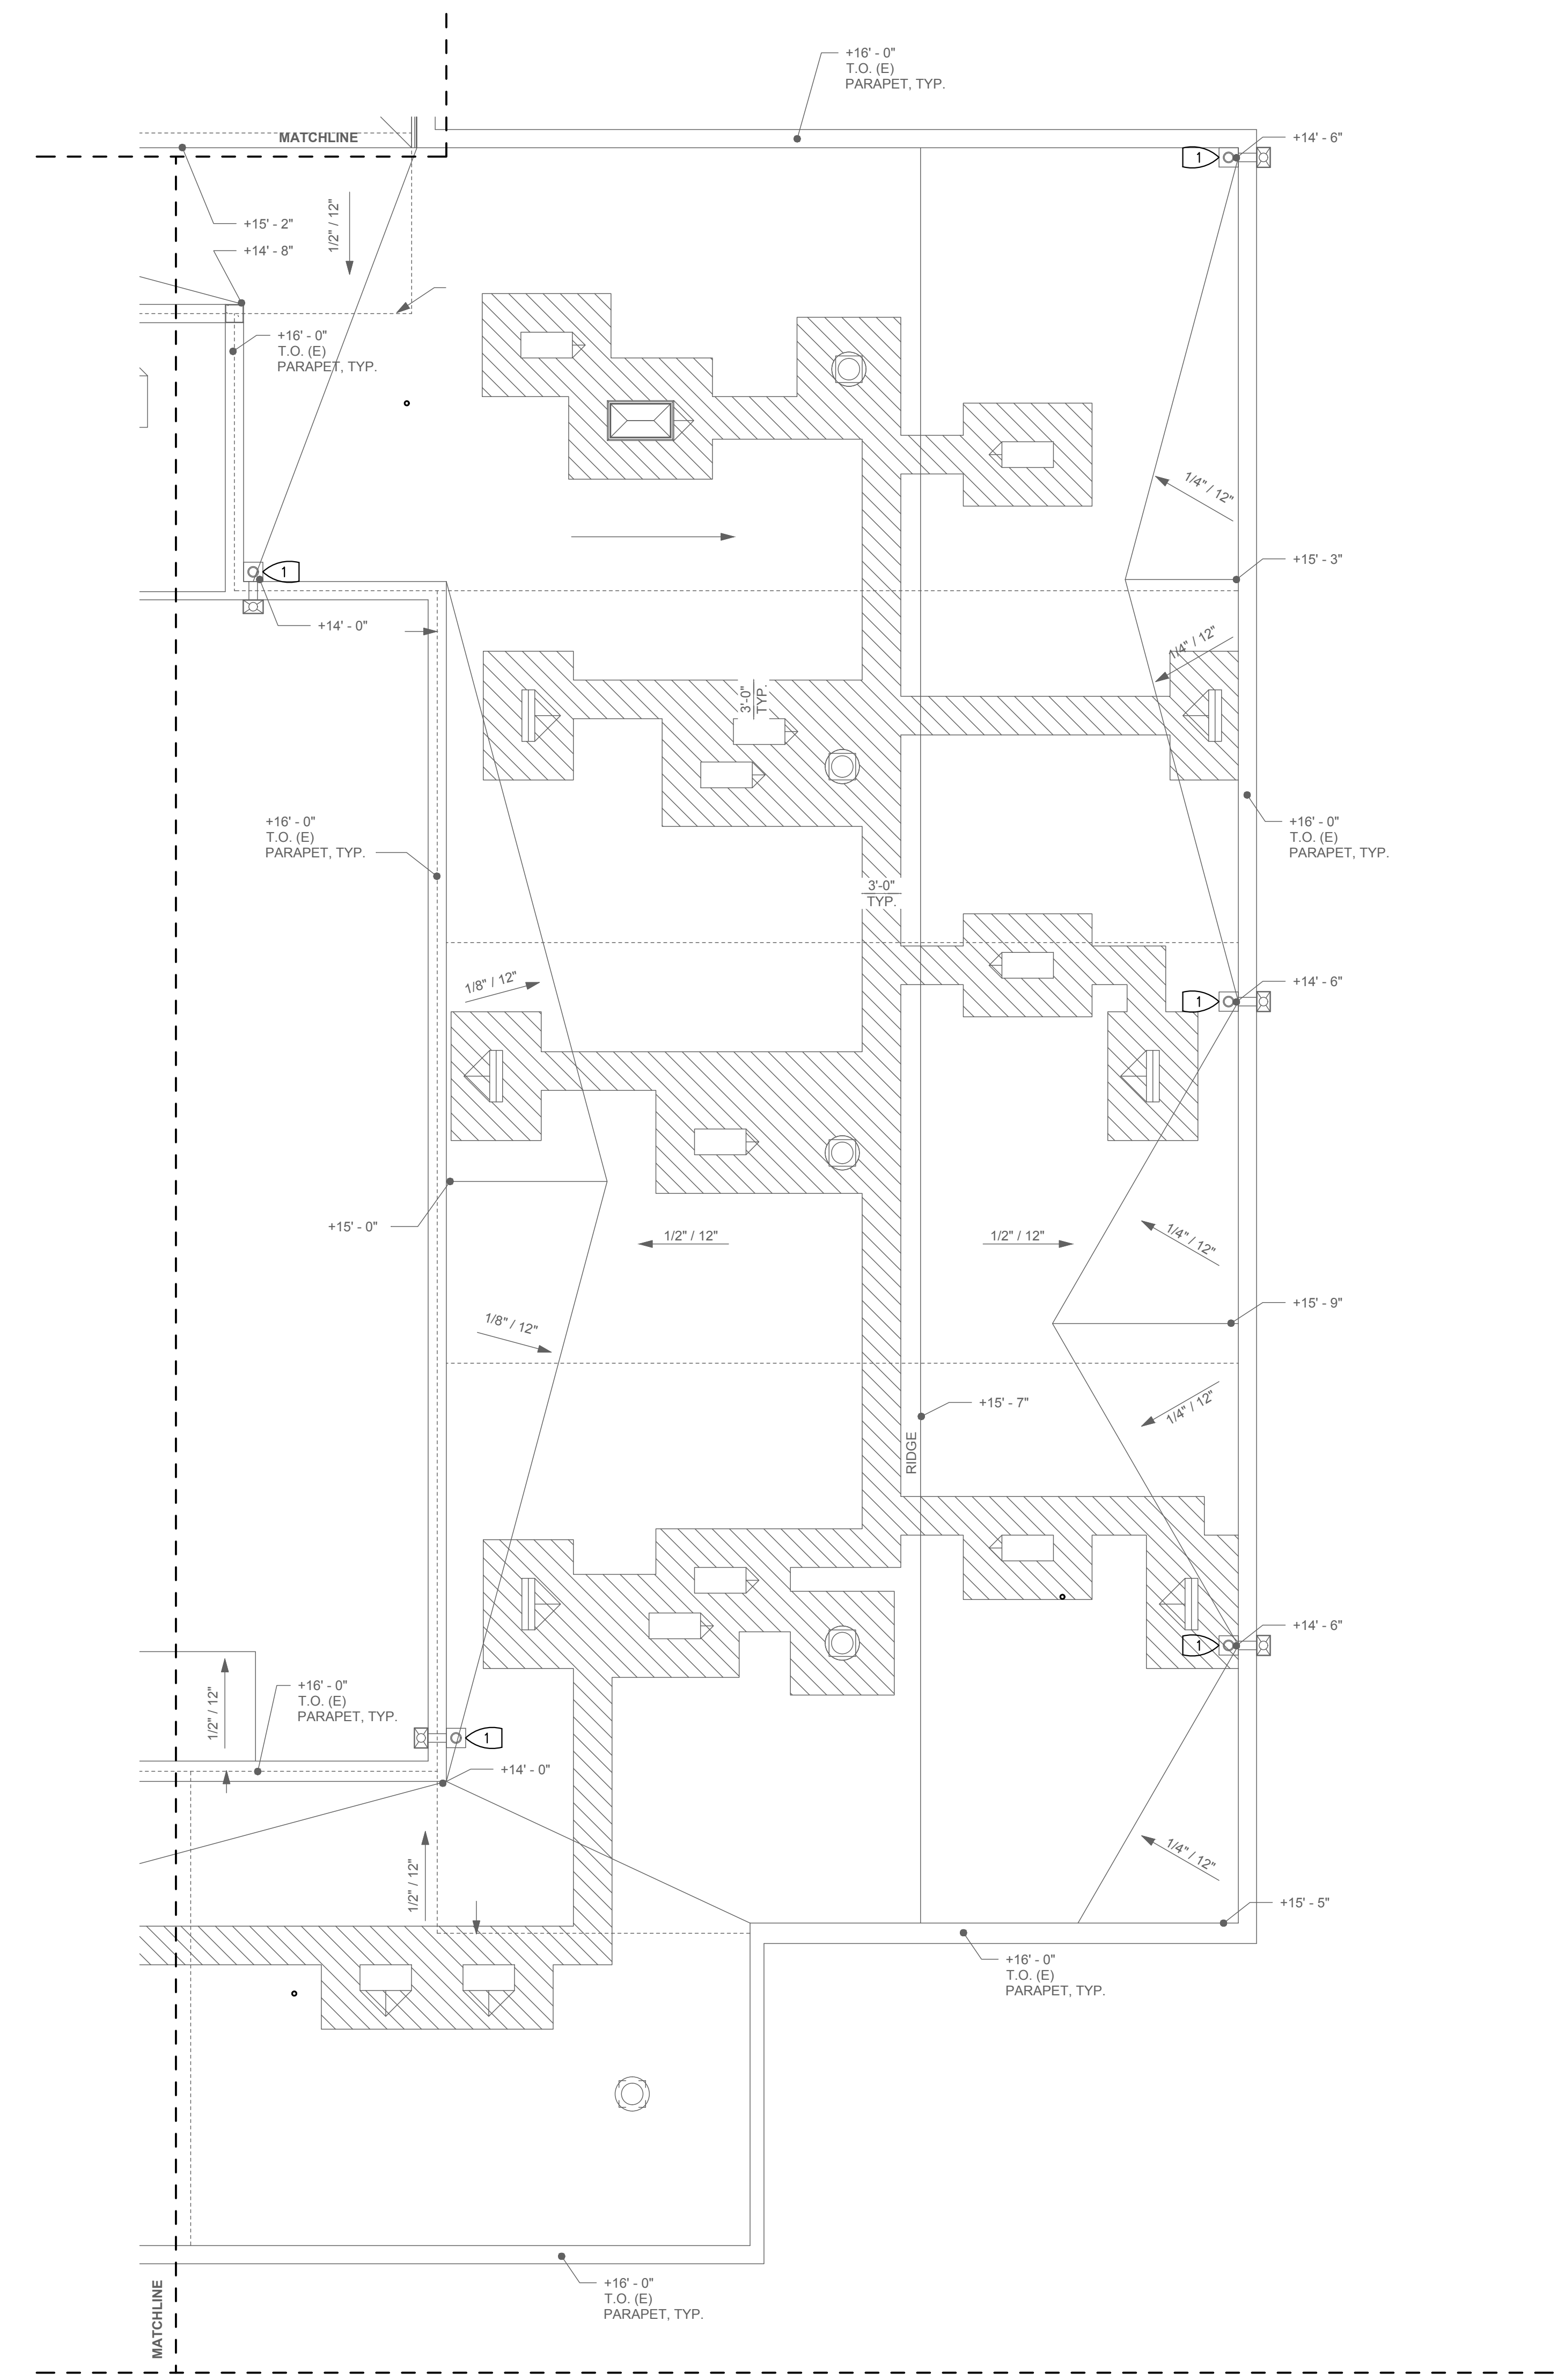 +16' - 0"
T.O. (E)
PARAPET, TYP.
MATCHLINE
+14' - 6"
1
+15' - 2"
1/2" / 12"
+14' - 8"
+16' - 0"
T.O. (E)
PARAPET, TYP.
1/4" / 12"
+15' - 3"
1
+14' - 0"
1/4" / 12"
3'-0"
TYP.
+16' - 0"
T.O. (E)
PARAPET, TYP.
+16' - 0"
T.O. (E)
PARAPET, TYP.
3'-0"
TYP.
1/8" / 12"
1
+14' - 6"
+15' - 0"
1/2" / 12"
1/2" / 12"
1/4" / 12"
+15' - 9"
1/8" / 12"
1/4" / 12"
+15' - 7"
RIDGE
+14' - 6"
1
+16' - 0"
T.O. (E)
PARAPET, TYP.
1/2" / 12"
1
+14' - 0"
1/2" / 12"
1/4" / 12"
+15' - 5"
+16' - 0"
T.O. (E)
PARAPET, TYP.
+16' - 0"
T.O. (E)
PARAPET, TYP.
MATCHLINE